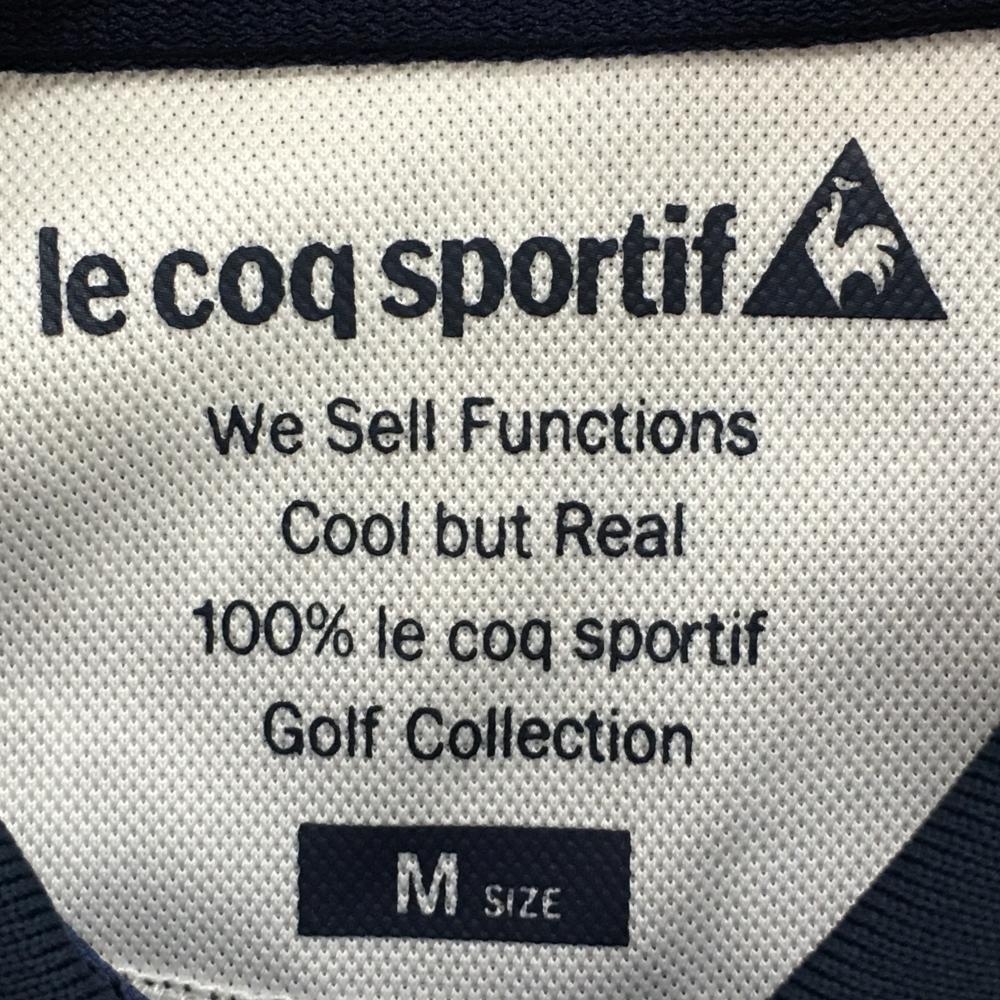 le coq sportif
We Sell Functions
Cool but Real
100% le coq sportif
Golf Collection
M SIZE